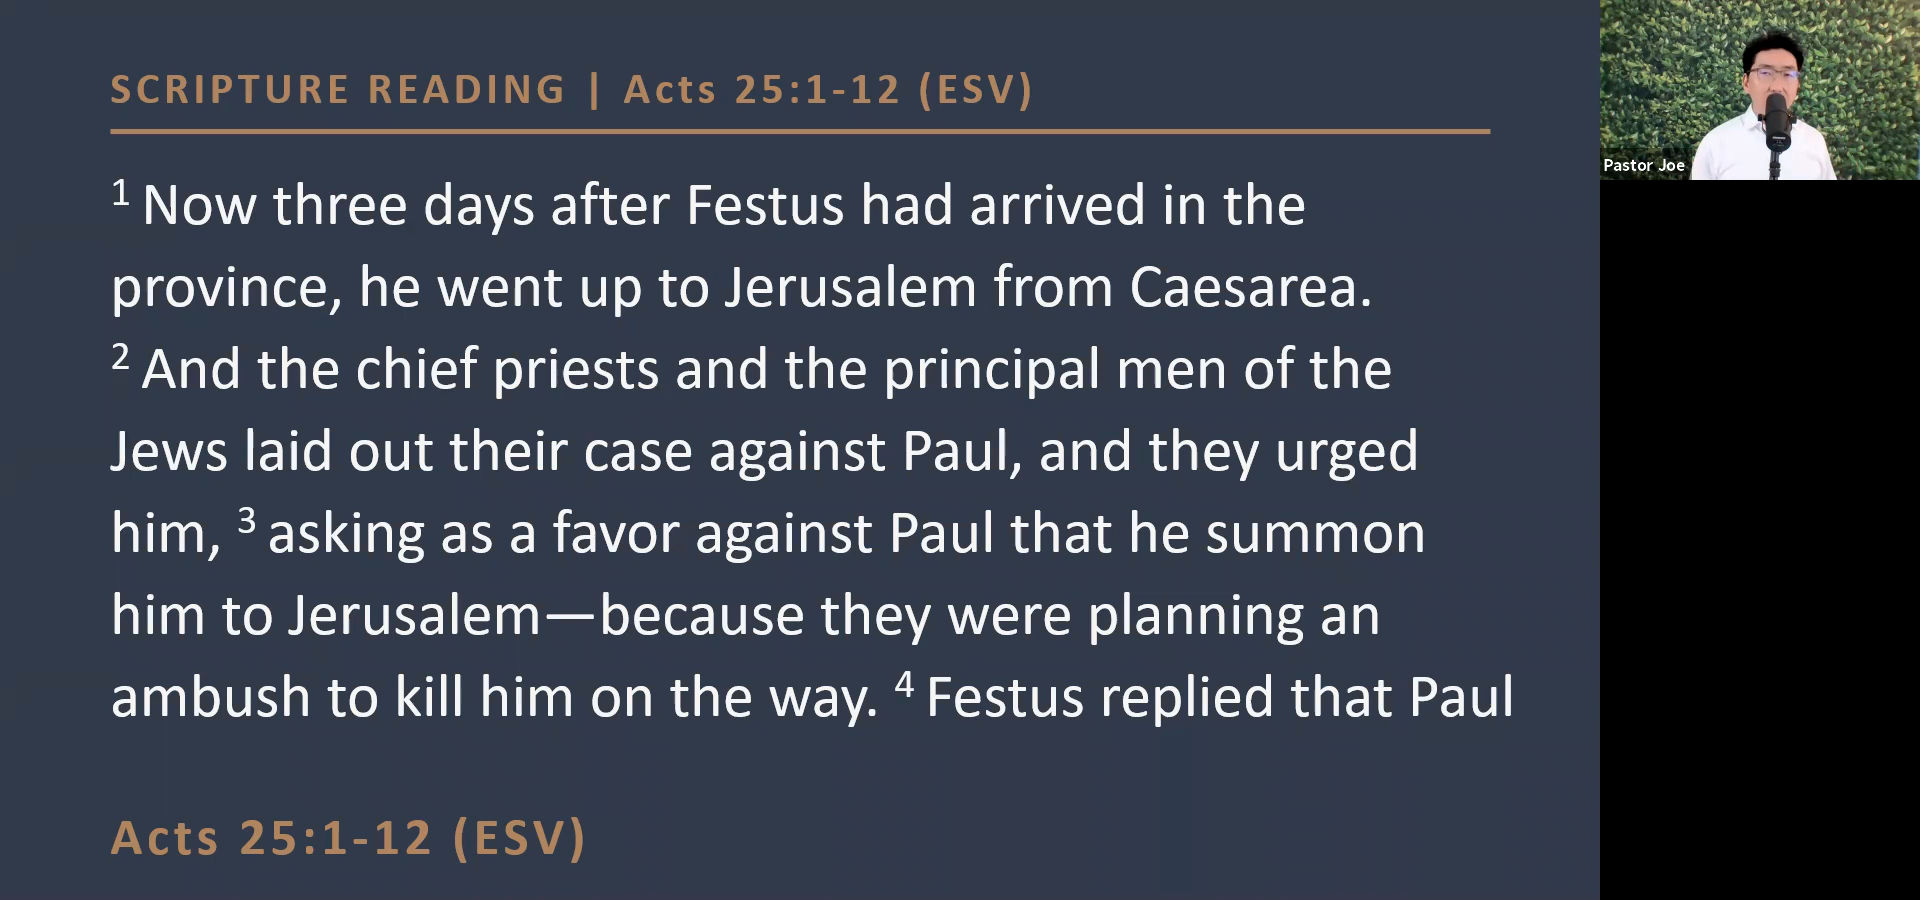 SCRIPTURE READING | Acts 25:1-12 (ESV)
1 Now three days after Festus had arrived in the
province, he went up to Jerusalem from Caesarea.
2 And the chief priests and the principal men of the
Jews laid out their case against Paul, and they urged
him, 3 asking as a favor against Paul that he summon
him to Jerusalem—because they were planning an
ambush to kill him on the way. 4 Festus replied that Paul
Acts 25:1-12 (ESV)
Pastor Joe